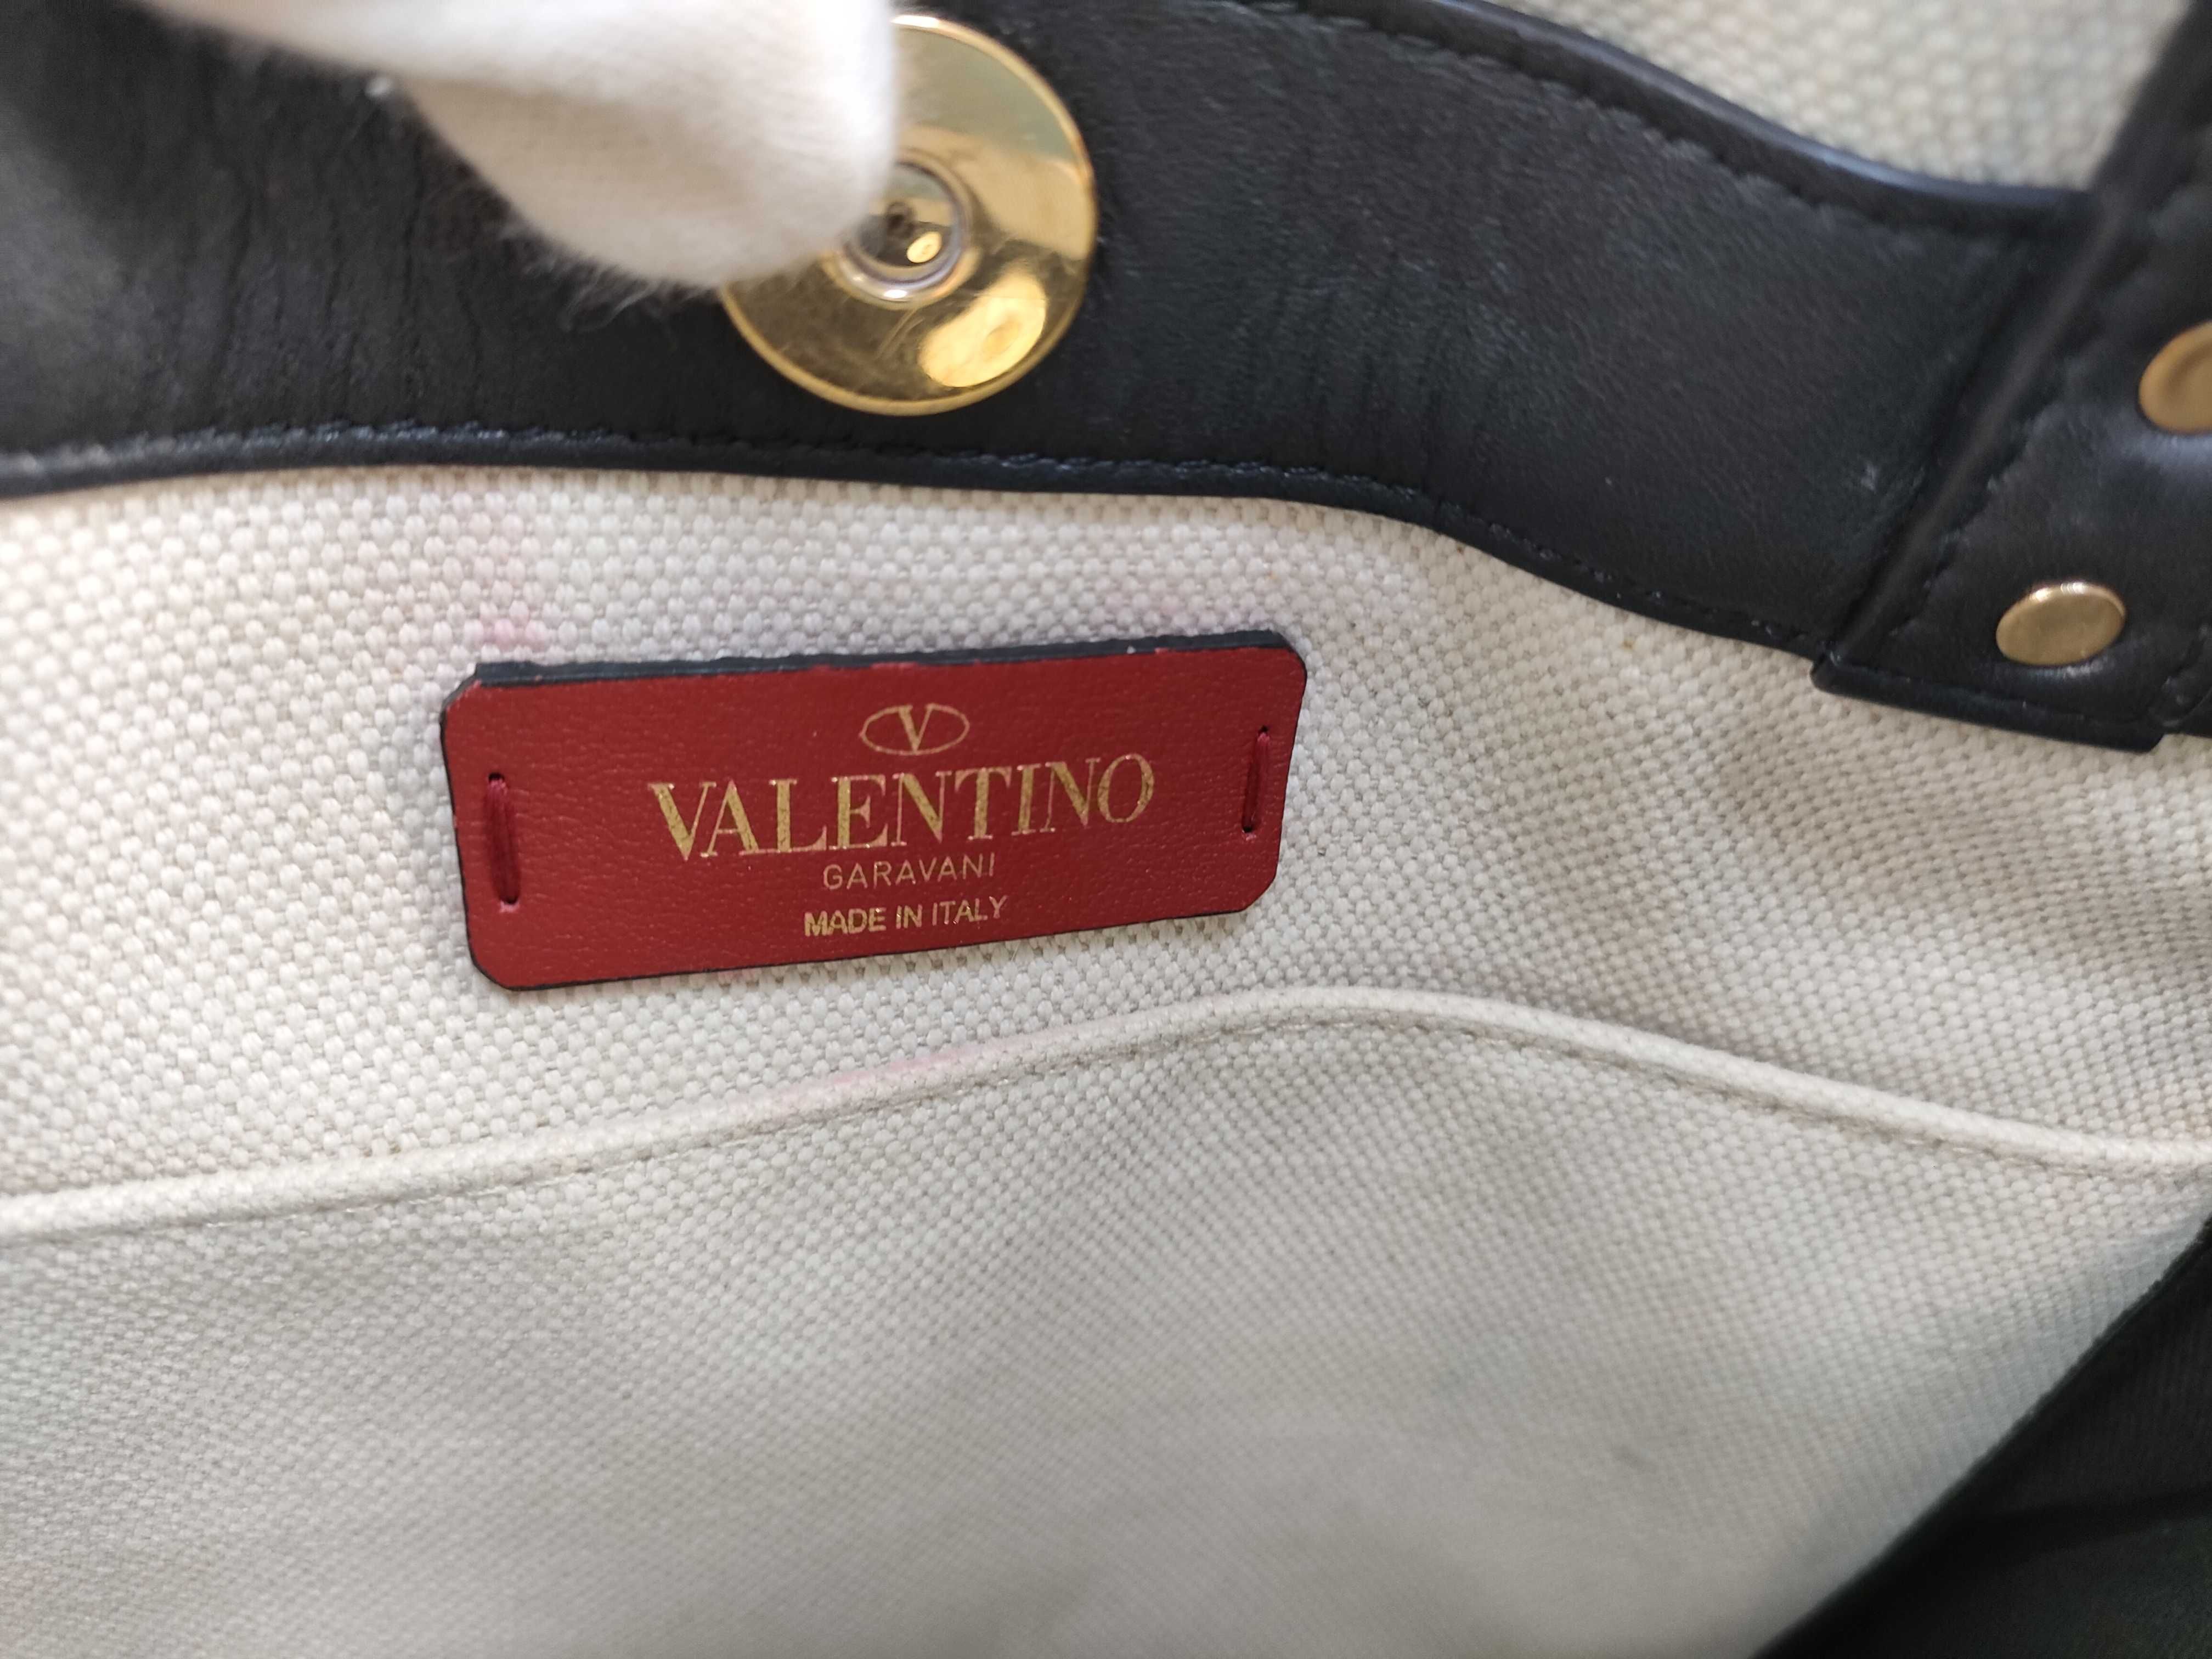 V
VALENTINO
GARAVANI
MADE IN ITALY